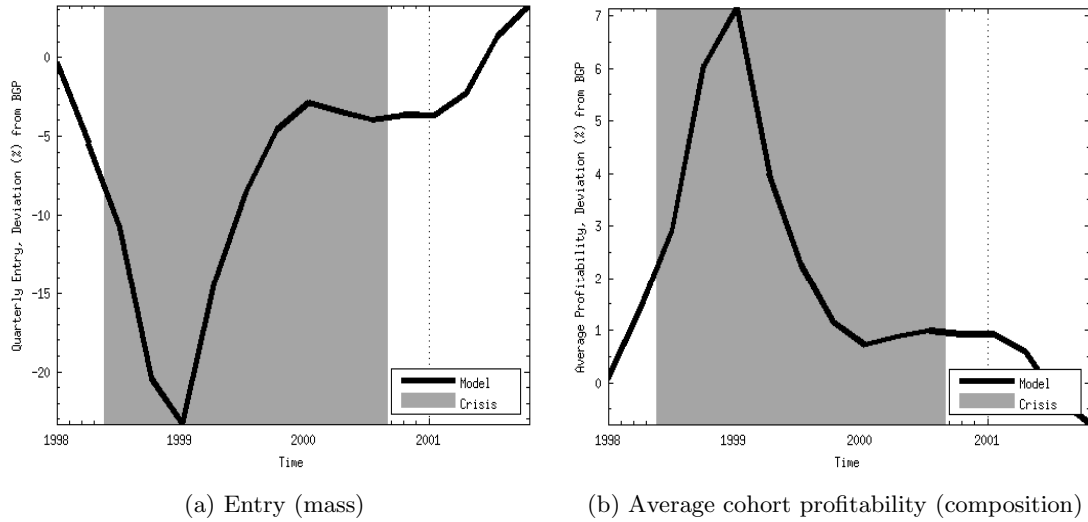 Quarterly Entry, Deviation (%) from BGP
0
-5
-10
-15
-20
1998
1999
2000
2001
Time
Model
Crisis
(a) Entry (mass)
Average Profitability, Deviation (%) from BGP
7
6
5
4
3
2
1
0
1998
1999
2000
2001
Time
Model
Crisis
(b) Average cohort profitability (composition)